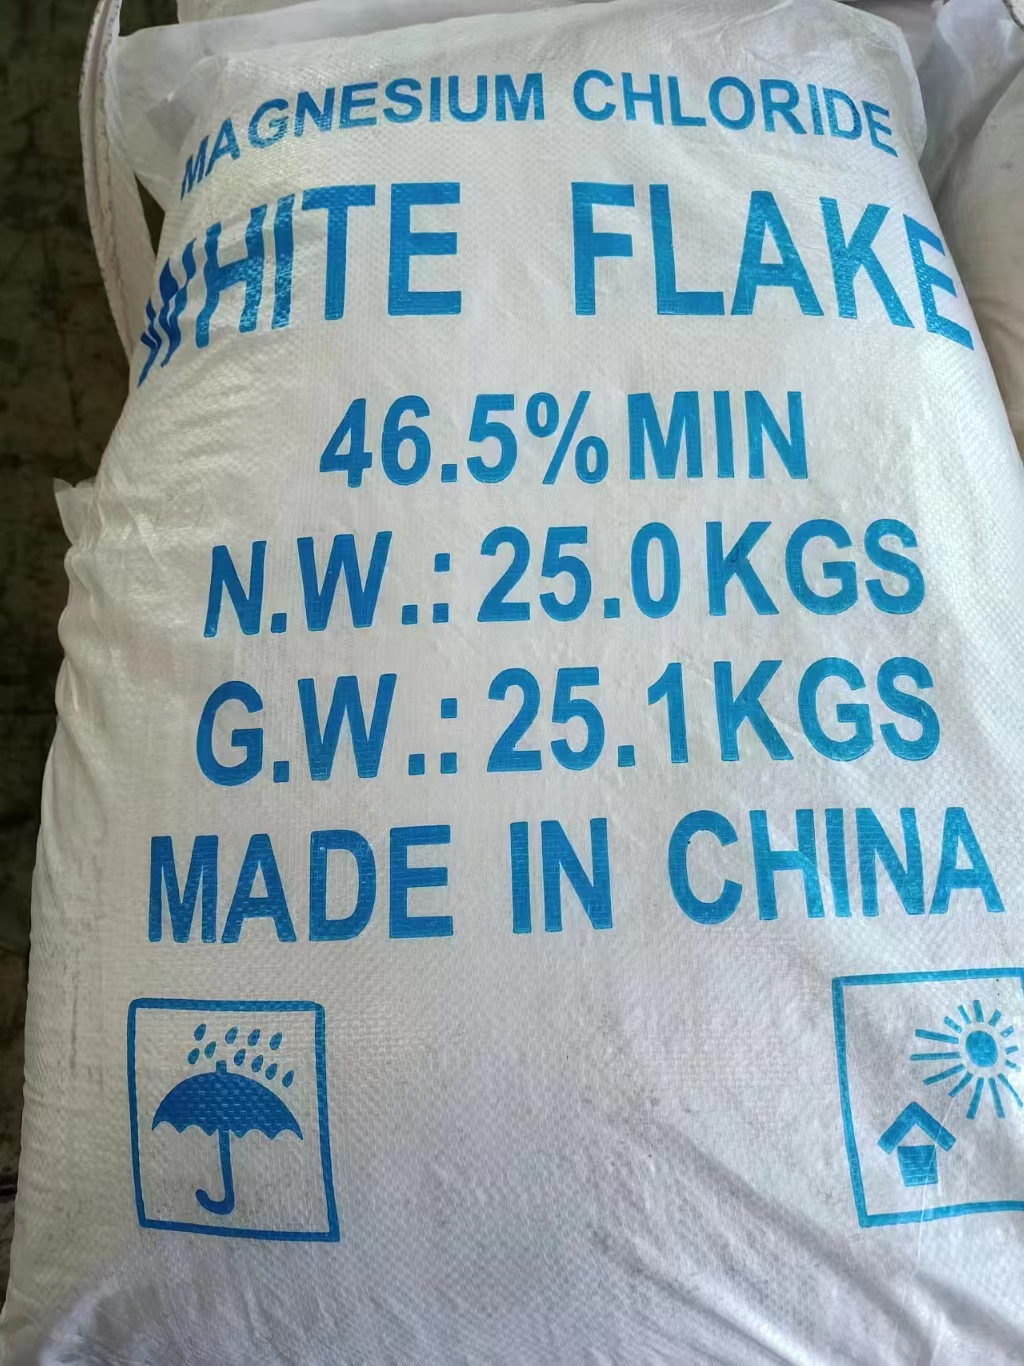 MAGNESIUM CHLORIDE
WHITE FLAKE
46.5%MIN
N.W.:25.0KGS
G.W.:25.1KGS
MADE IN CHINA